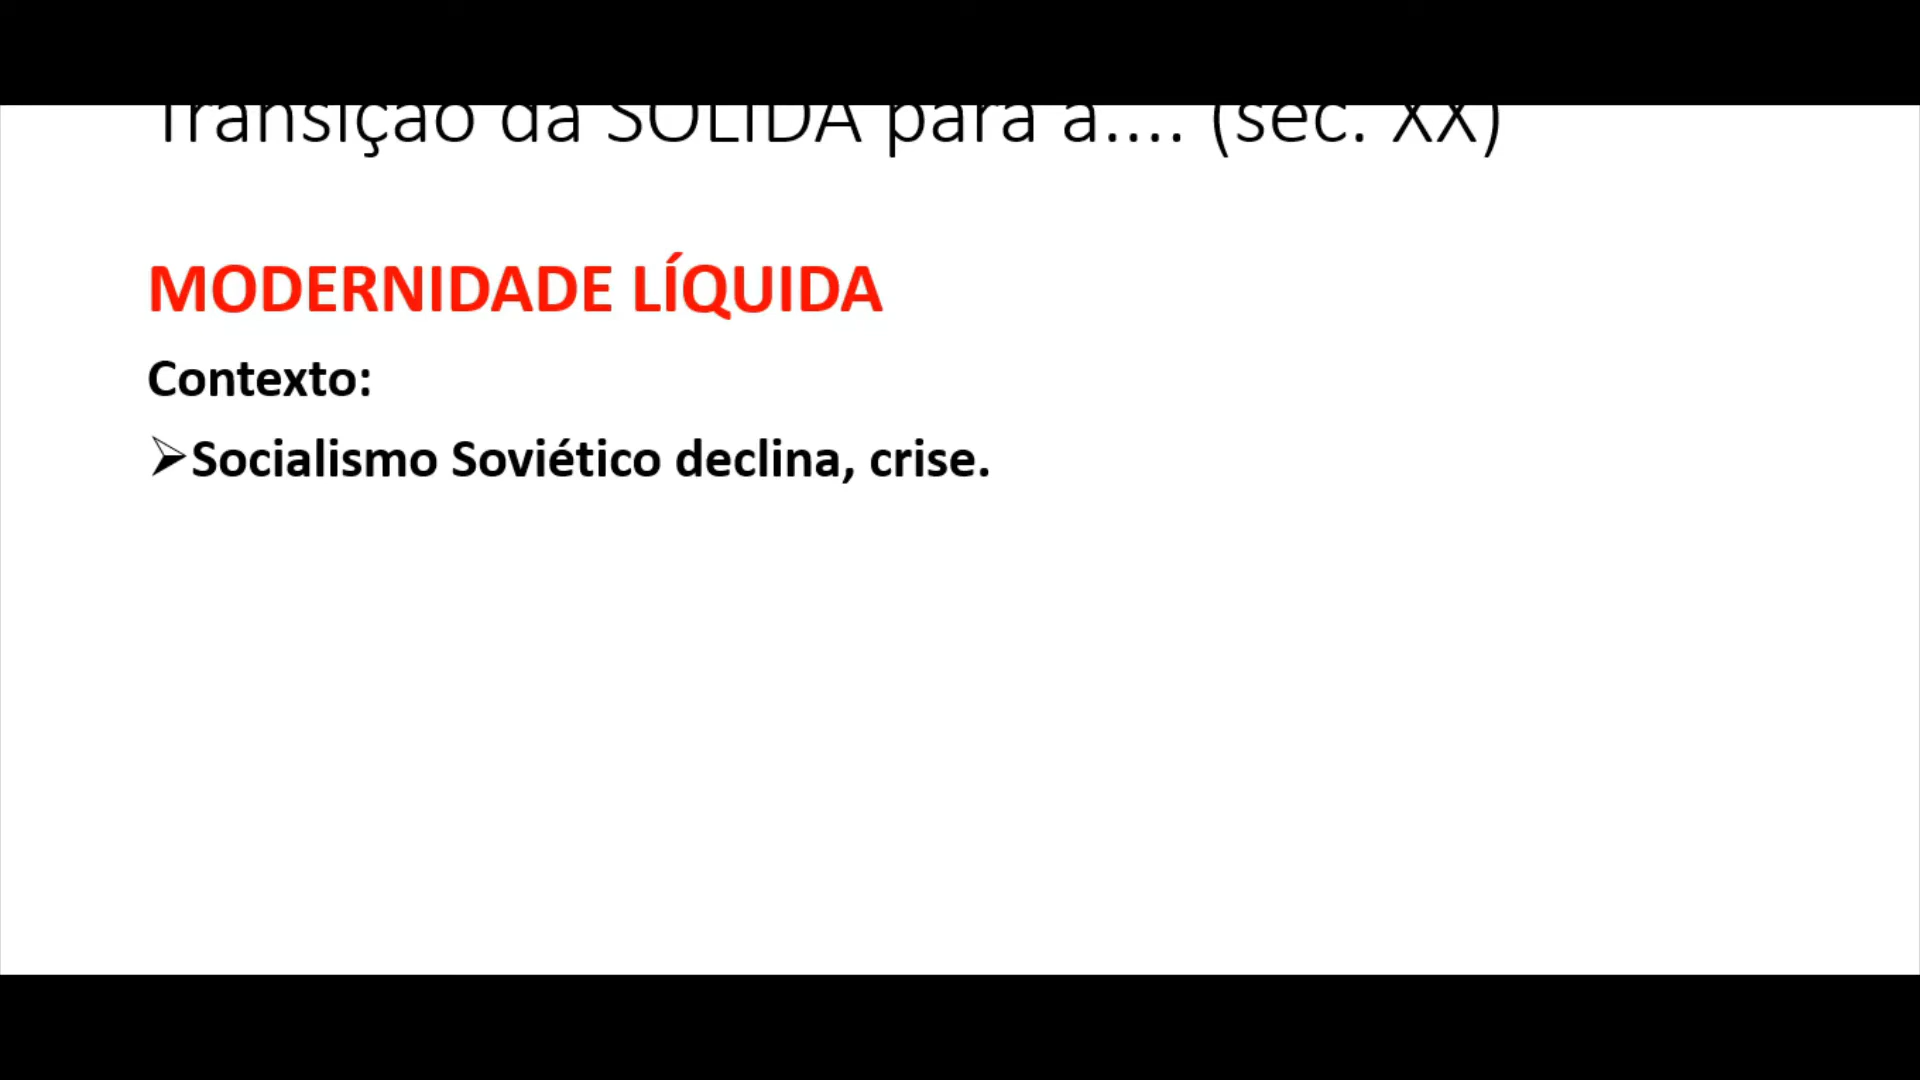 Transição da SÓLIDA para a.... (séc. XX)
MODERNIDADE LÍQUIDA
Contexto:
➢Socialismo Soviético declina, crise.